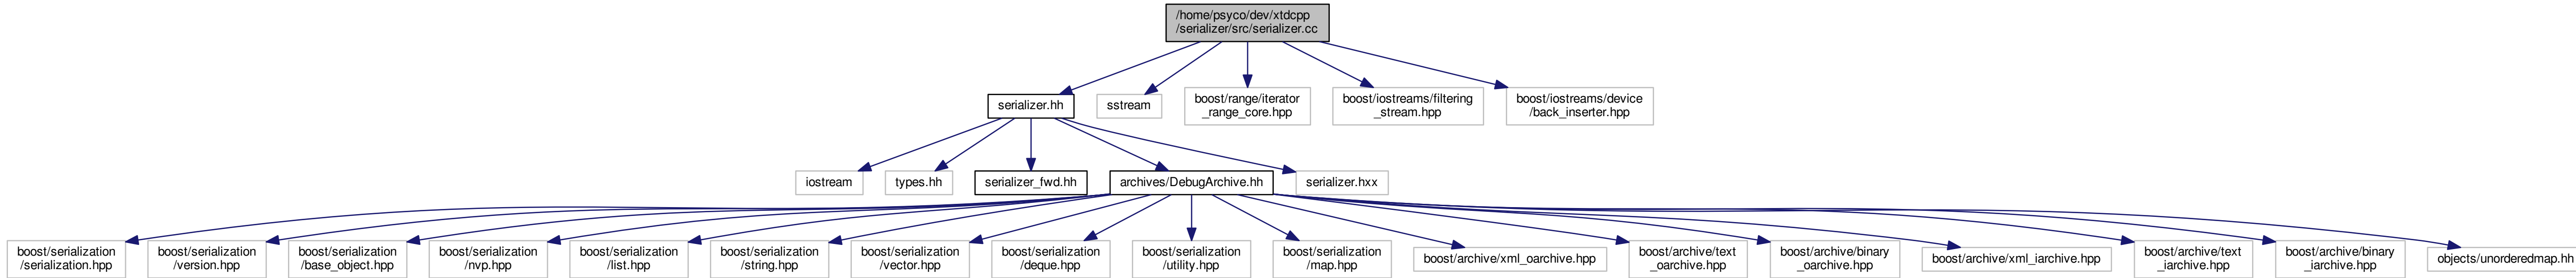 /home/psyco/dev/xtdcpp
/serializer/src/serializer.cc
serializer.hh
sstream
boost/range/iterator
_range_core.hpp
boost/iostreams/filtering
_stream.hpp
boost/iostreams/device
/back_inserter.hpp
iostream
types.hh
serializer_fwd.hh
archives/DebugArchive.hh
serializer.hxx
boost/serialization
/serialization.hpp
boost/serialization
/version.hpp
boost/serialization
/base_object.hpp
boost/serialization
/nvp.hpp
boost/serialization
/list.hpp
boost/serialization
/string.hpp
boost/serialization
/vector.hpp
boost/serialization
/deque.hpp
boost/serialization
/utility.hpp
boost/serialization
/map.hpp
boost/archive/xml_oarchive.hpp
boost/archive/text
_oarchive.hpp
boost/archive/binary
_oarchive.hpp
boost/archive/xml_iarchive.hpp
boost/archive/text
_iarchive.hpp
boost/archive/binary
_iarchive.hpp
objects/unorderedmap.hh